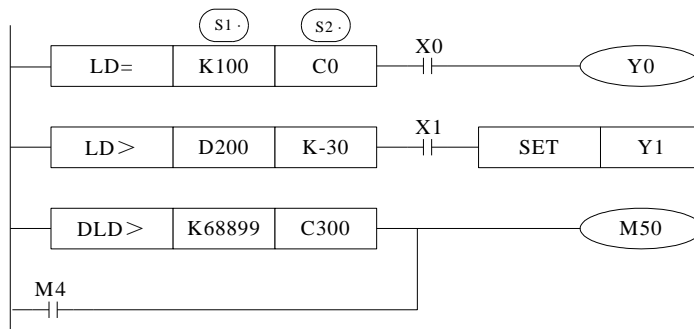 S1· S2·
LD= K100 C0 X0 Y0
LD＞ D200 K-30 X1 SET Y1
DLD＞ K68899 C300 M50
M4